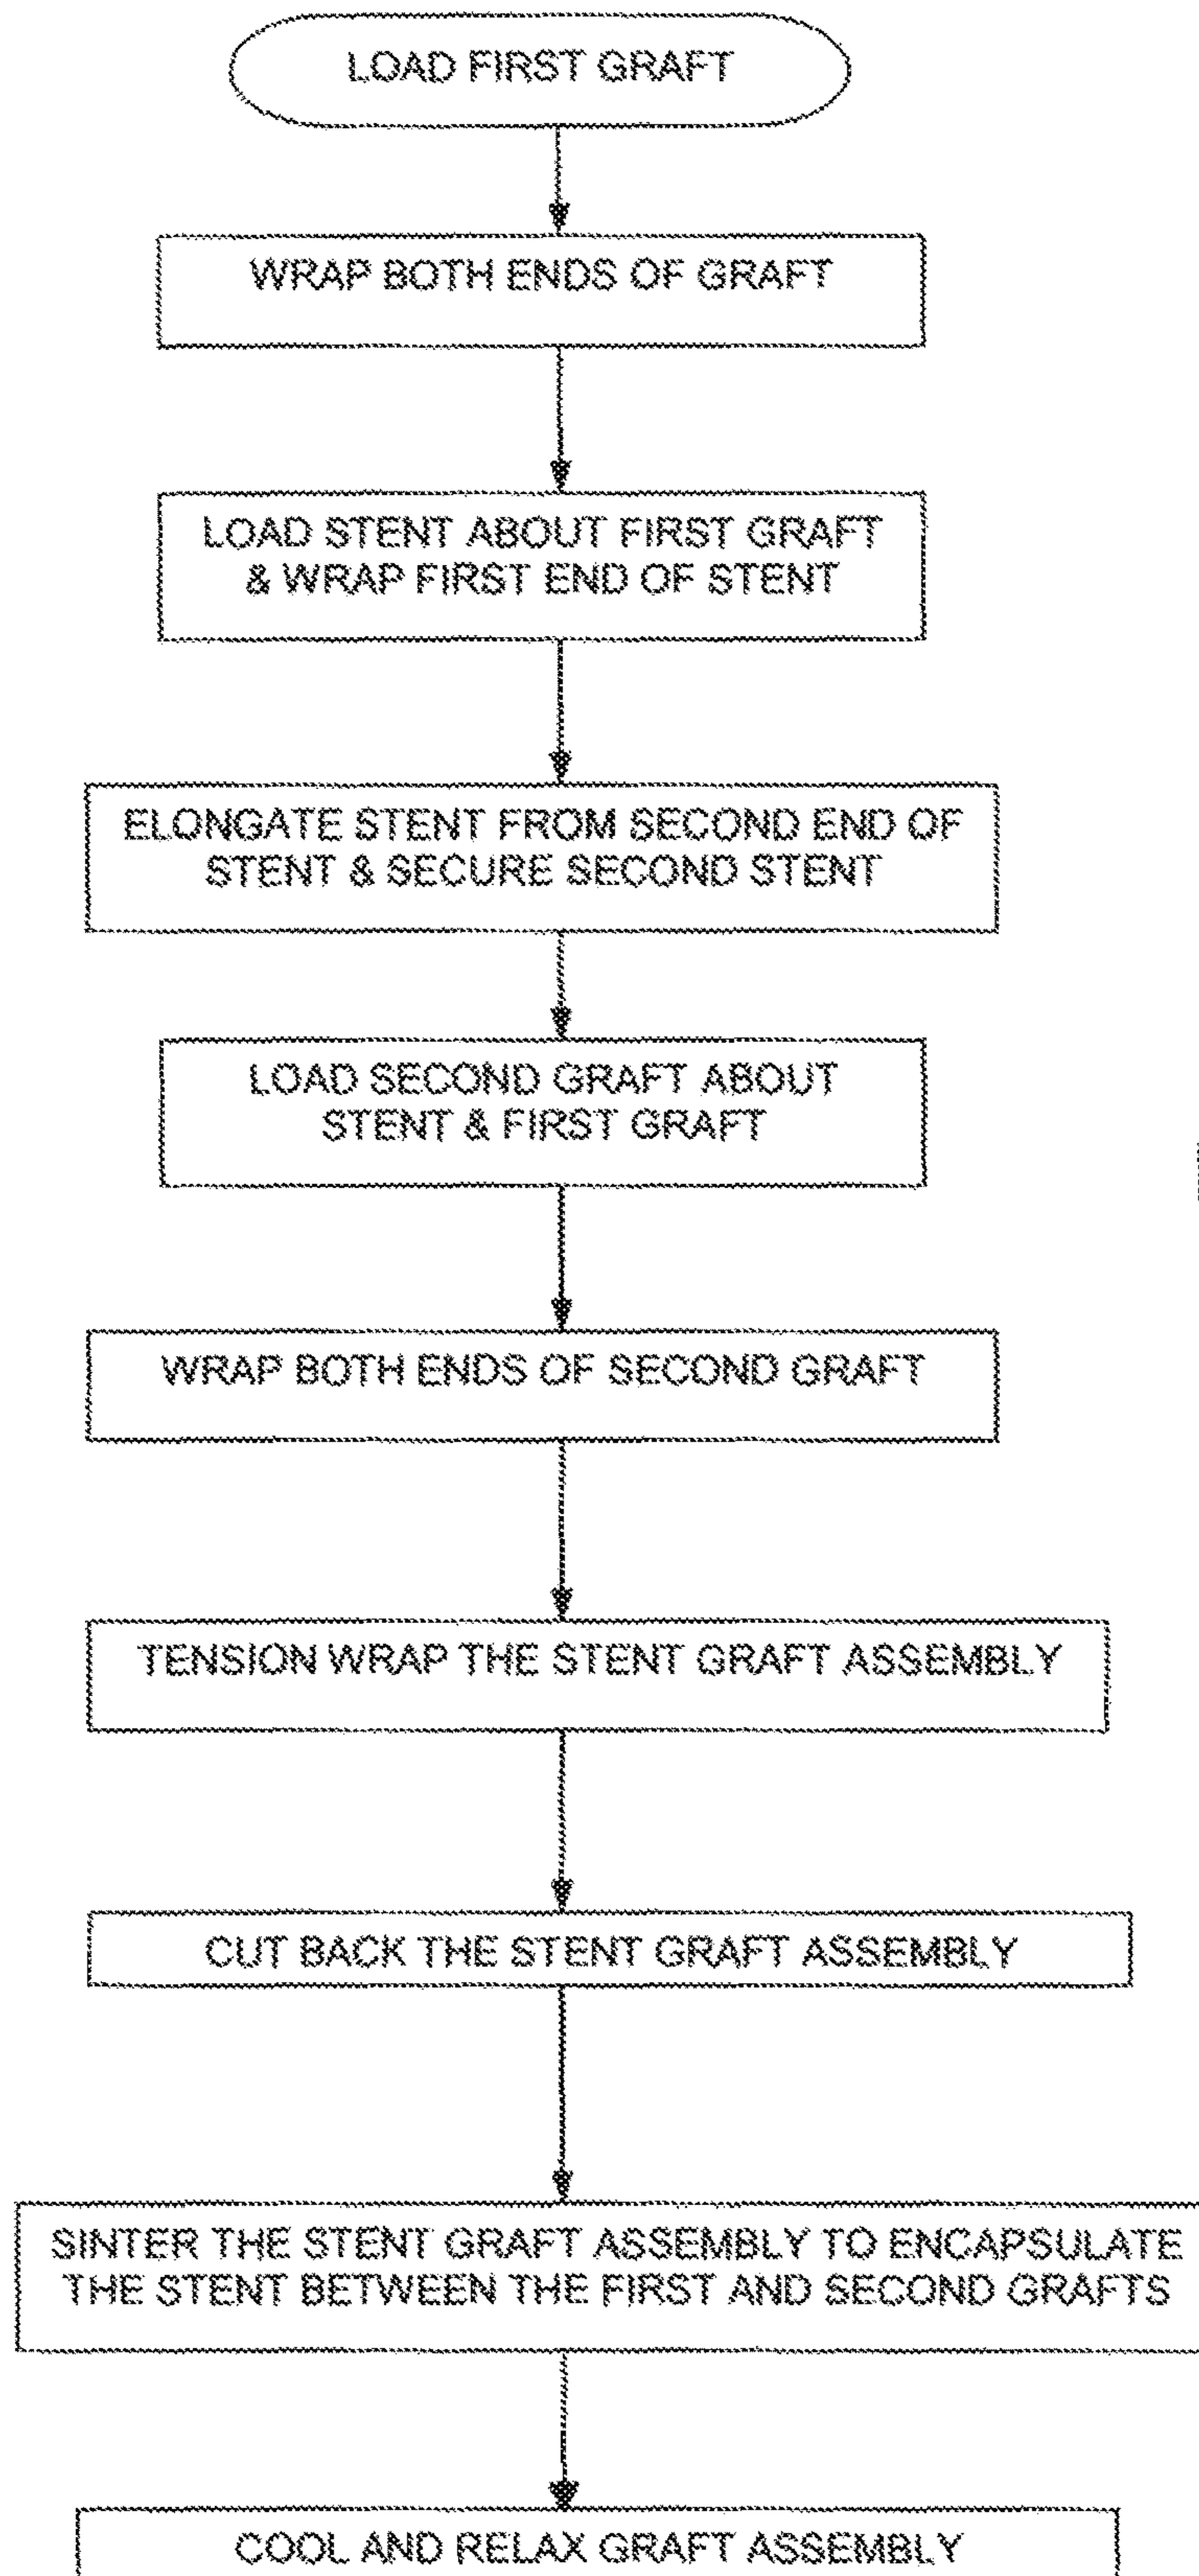 LOAD FIRST GRAFT
WRAP BOTH ENDS OF GRAFT
LOAD STENT ABOUT FIRST GRAFT
& WRAP FIRST END OF STENT
ELONGATE STENT FROM SECOND END OF
STENT & SECURE SECOND STENT
LOAD SECOND GRAFT ABOUT
STENT & FIRST GRAFT
WRAP BOTH ENDS OF SECOND GRAFT
TENSION WRAP THE STENT GRAFT ASSEMBLY
CUT BACK THE STENT GRAFT ASSEMBLY
SINTER THE STENT GRAFT ASSEMBLY TO ENCAPSULATE
THE STENT BETWEEN THE FIRST AND SECOND GRAFTS
COOL AND RELAX GRAFT ASSEMBLY